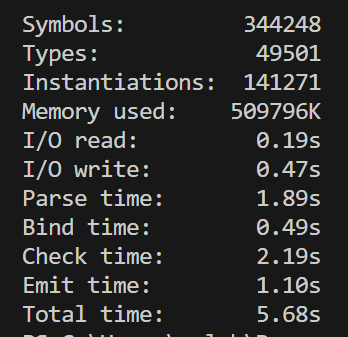 Symbols: 344248
Types: 49501
Instantiations: 141271
Memory used: 509796K
I/O read: 0.19s
I/O write: 0.47s
Parse time: 1.89s
Bind time: 0.49s
Check time: 2.19s
Emit time: 1.10s
Total time: 5.68s